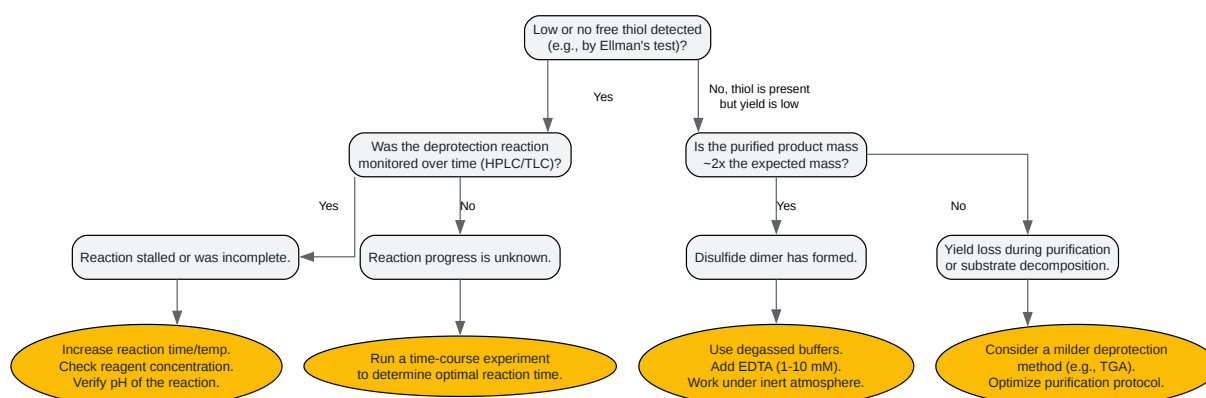 Low or no free thiol detected
(e.g., by Ellman's test)?
Yes
No, thiol is present
but yield is low
Was the deprotection reaction
monitored over time (HPLC/TLC)?
Is the purified product mass
~2x the expected mass?
Yes
No
Yes
No
Reaction stalled or was incomplete.
Reaction progress is unknown.
Disulfide dimer has formed.
Yield loss during purification
or substrate decomposition.
Increase reaction time/temp.
Check reagent concentration.
Verify pH of the reaction.
Run a time-course experiment
to determine optimal reaction time.
Use degassed buffers.
Add EDTA (1-10 mM).
Work under inert atmosphere.
Consider a milder deprotection
method (e.g., TGA).
Optimize purification protocol.